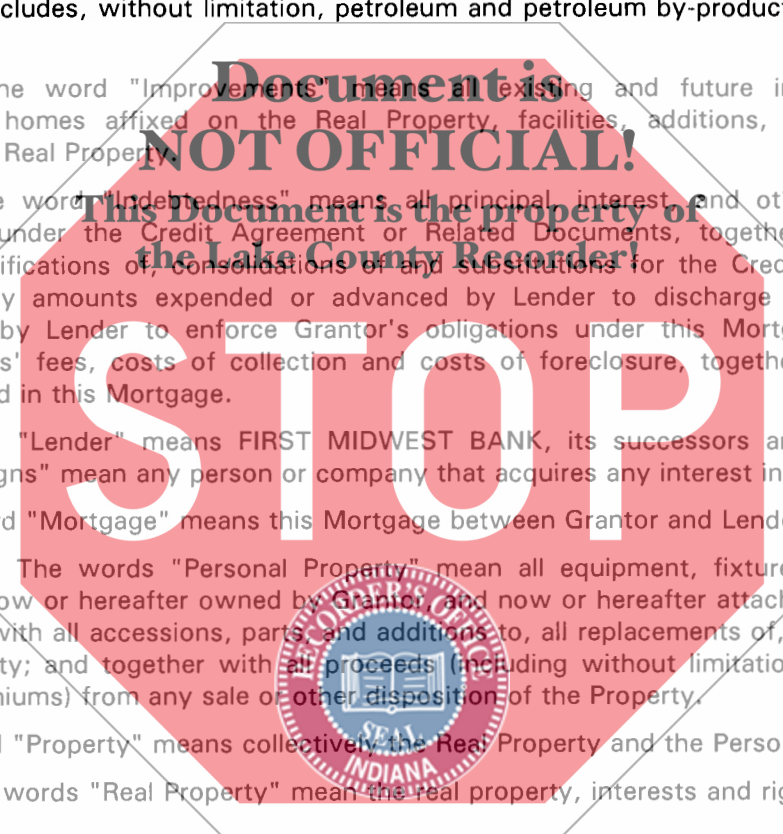 cludes, without limitation, petroleum and petroleum by-product
Document is
he word "Improvements" means all existing and future i
homes affixed on the Real Property, facilities, additions,
NOT OFFICIAL!
Real Property.
word "Indebtedness" means all principal, interest, and ot
This Document is the property of
under the Credit Agreement or Related Documents, togethe
the Lake County Recorder!
ifications of, consolidations of and substitutions for the Cred
y amounts expended or advanced by Lender to discharge
by Lender to enforce Grantor's obligations under this Mort
s' fees, costs of collection and costs of foreclosure, togethe
d in this Mortgage.
STOP
"Lender" means FIRST MIDWEST BANK, its successors a
gns" mean any person or company that acquires any interest in
d "Mortgage" means this Mortgage between Grantor and Lend
The words "Personal Property" mean all equipment, fixture
ow or hereafter owned by Grantor, and now or hereafter attach
with all accessions, parts, and additions to, all replacements of,
ty; and together with all proceeds (including without limitatio
niums) from any sale or other disposition of the Property.
RECORDER'S OFFICE
SEAL
INDIANA
"Property" means collectively the Real Property and the Perso
words "Real Property" mean the real property, interests and rig